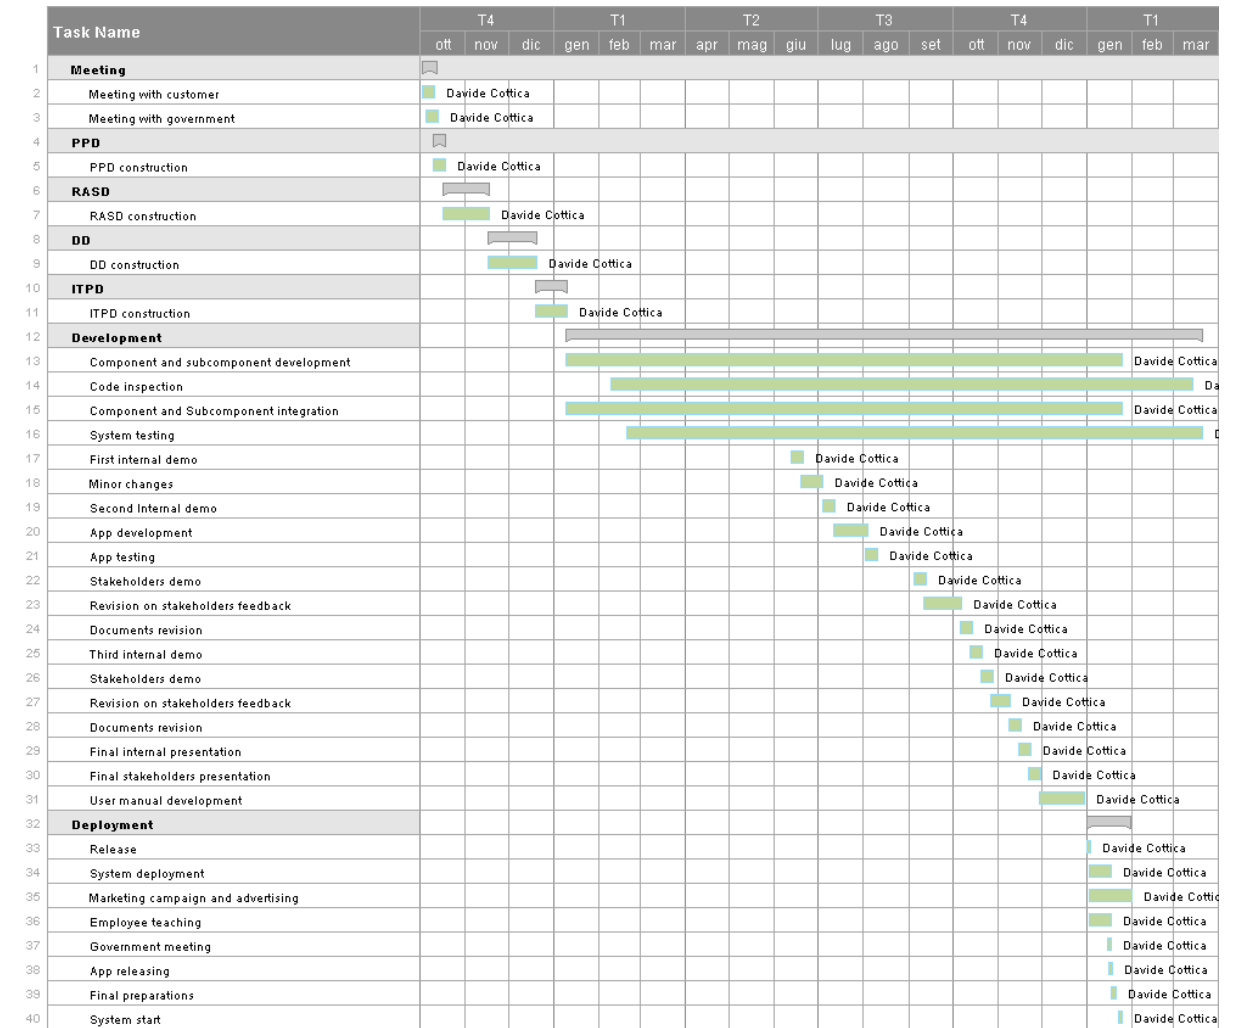 Task Name T4 T1 T2 T3 T4 T1
ott nov dic gen feb mar apr mag giu lug ago set ott nov dic gen feb mar
1 Meeting
2 Meeting with customer Davide Cottica
3 Meeting with government Davide Cottica
4 PPD
5 PPD construction Davide Cottica
6 RASD
7 RASD construction Davide Cottica
8 DD
9 DD construction Davide Cottica
10 ITPD
11 ITPD construction Davide Cottica
12 Development
13 Component and subcomponent development Davide Cottica
14 Code inspection Da
15 Component and Subcomponent integration Davide Cottica
16 System testing
17 First internal demo Davide Cottica
18 Minor changes Davide Cottica
19 Second Internal demo Davide Cottica
20 App development Davide Cottica
21 App testing Davide Cottica
22 Stakeholders demo Davide Cottica
23 Revision on stakeholders feedback Davide Cottica
24 Documents revision Davide Cottica
25 Third internal demo Davide Cottica
26 Stakeholders demo Davide Cottica
27 Revision on stakeholders feedback Davide Cottica
28 Documents revision Davide Cottica
29 Final internal presentation Davide Cottica
30 Final stakeholders presentation Davide Cottica
31 User manual development Davide Cottica
32 Deployment
33 Release Davide Cottica
34 System deployment Davide Cottica
35 Marketing campaign and advertising Davide Cottic
36 Employee teaching Davide Cottica
37 Government meeting Davide Cottica
38 App releasing Davide Cottica
39 Final preparations Davide Cottica
40 System start Davide Cottica